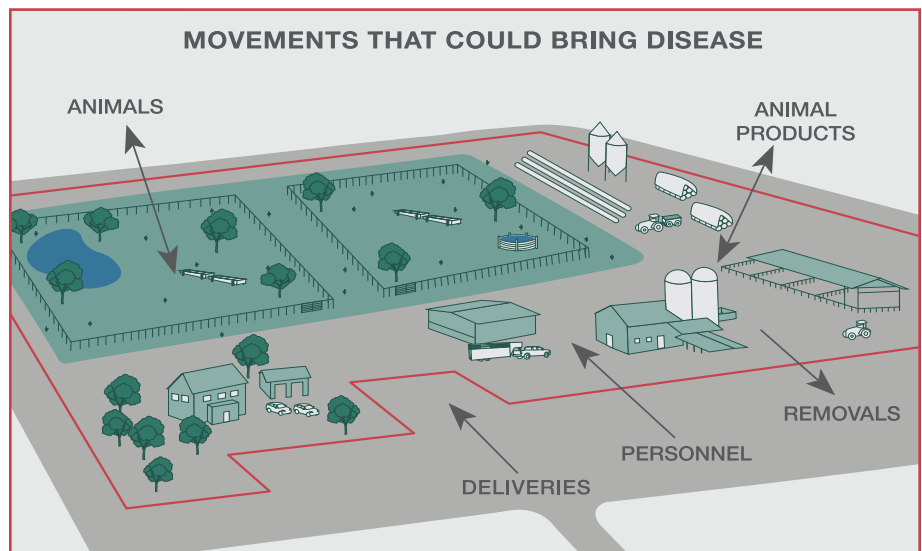 MOVEMENTS THAT COULD BRING DISEASE
ANIMALS
ANIMAL
PRODUCTS
REMOVALS
PERSONNEL
DELIVERIES